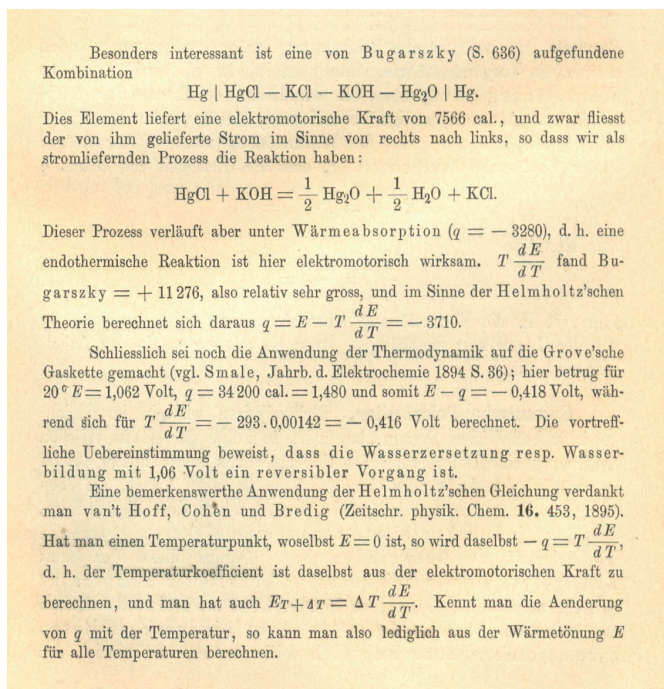 Besonders interessant ist eine von Bugarszky (S. 636) aufgefundene
Kombination
Hg | HgCl — KCl — KOH — Hg₂O | Hg.
Dies Element liefert eine elektromotorische Kraft von 7566 cal., und zwar fliesst
der von ihm gelieferte Strom im Sinne von rechts nach links, so dass wir als
stromliefernden Prozess die Reaktion haben:
HgCl + KOH = 1/2 Hg₂O + 1/2 H₂O + KCl.
Dieser Prozess verläuft aber unter Wärmeabsorption (q = — 3280), d. h. eine
endothermische Reaktion ist hier elektromotorisch wirksam. T dE/dT fand Bu-
garszky = + 11 276, also relativ sehr gross, und im Sinne der Helmholtz'schen
Theorie berechnet sich daraus q = E — T dE/dT = — 3710.
Schliesslich sei noch die Anwendung der Thermodynamik auf die Grove'sche
Gaskette gemacht (vgl. Smale, Jahrb. d. Elektrochemie 1894 S. 36); hier betrug für
20° E = 1,062 Volt, q = 34 200 cal. = 1,480 und somit E — q = — 0,418 Volt, wäh-
rend sich für T dE/dT = — 293 . 0,00142 = — 0,416 Volt berechnet. Die vortreff-
liche Uebereinstimmung beweist, dass die Wasserzersetzung resp. Wasser-
bildung mit 1,06 Volt ein reversibler Vorgang ist.
Eine bemerkenswerthe Anwendung der Helmholtz'schen Gleichung verdankt
man van't Hoff, Cohen und Bredig (Zeitschr. physik. Chem. 16. 453, 1895).
Hat man einen Temperaturpunkt, woselbst E = 0 ist, so wird daselbst — q = T dE/dT,
d. h. der Temperaturkoefficient ist daselbst aus der elektromotorischen Kraft zu
berechnen, und man hat auch E_{T+ΔT} = Δ T dE/dT. Kennt man die Aenderung
von q mit der Temperatur, so kann man also lediglich aus der Wärmetönung E
für alle Temperaturen berechnen.